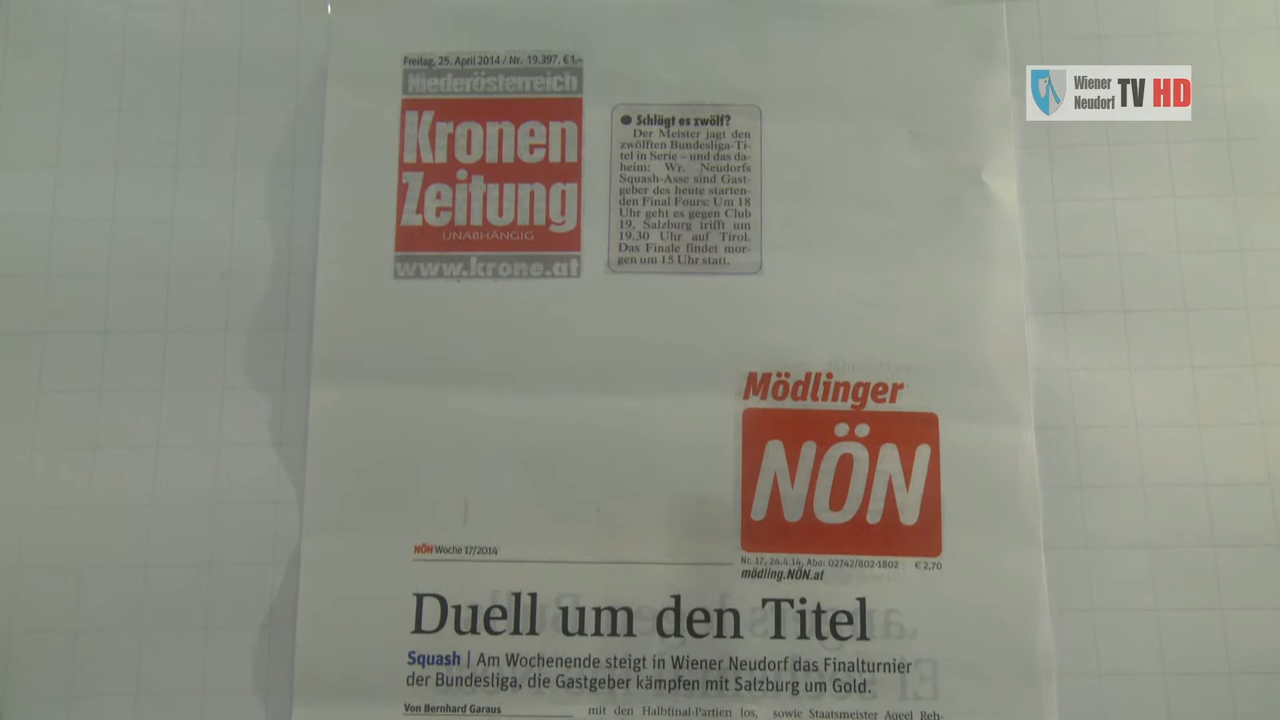 Freitag, 25. April 2014 / Nr. 19.397, € 1,–
Niederösterreich
Kronen
Zeitung
UNABHÄNGIG
www.krone.at
● Schlägt es zwölf?
Der Meister jagt den
zwölften Bundesliga-Ti-
tel in Serie – und das da-
heim: Wr. Neudorfs
Squash-Asse sind Gast-
geber des heute starten-
den Final Fours: Um 18
Uhr geht es gegen Club
19, Salzburg trifft um
19.30 Uhr auf Tirol.
Das Finale findet mor-
gen um 15 Uhr statt.
Wiener
Neudorf TV HD
Mödlinger
NÖN
Nr. 17, 24.4.14, Abo: 02742/802-1802 € 2,70
mödling.NÖN.at
NÖN Woche 17/2014
Duell um den Titel
Squash | Am Wochenende steigt in Wiener Neudorf das Finalturnier
der Bundesliga, die Gastgeber kämpfen mit Salzburg um Gold.
Von Bernhard Garaus
mit den Halbfinal-Partien los,
sowie Staatsmeister Aqeel Reh-